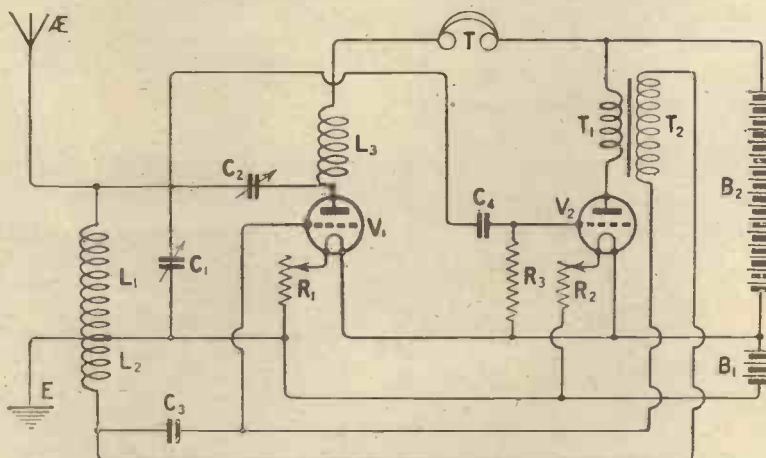 Æ
T
C₂
L₃
T₁
T₂
B₂
V₁
C₄
V₂
L₁
C₁
R₁
R₃
R₂
L₂
B₁
E
C₃